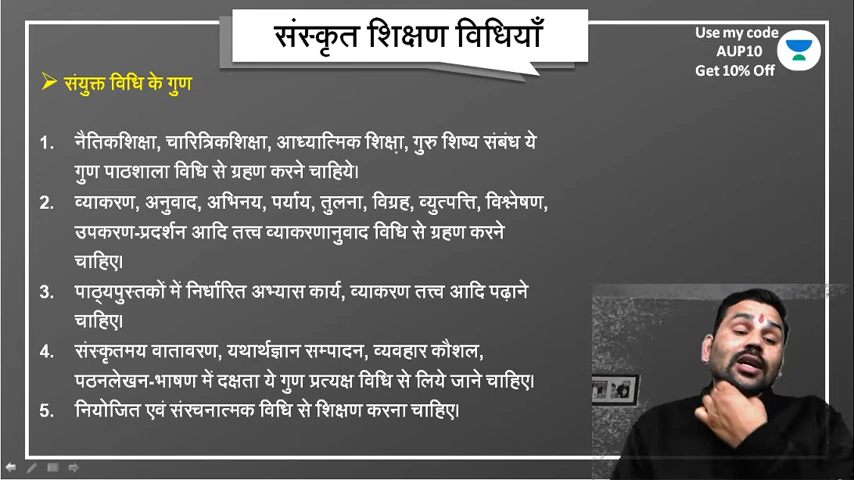 संस्कृत शिक्षण विधियाँ
Use my code
AUP10
Get 10% Off
संयुक्त विधि के गुण
1. नैतिकशिक्षा, चारित्रिकशिक्षा, आध्यात्मिक शिक्षा, गुरु शिष्य संबंध ये
गुण पाठशाला विधि से ग्रहण करने चाहिये।
2. व्याकरण, अनुवाद, अभिनय, पर्याय, तुलना, विग्रह, व्युत्पत्ति, विश्लेषण,
उपकरण-प्रदर्शन आदि तत्त्व व्याकरणानुवाद विधि से ग्रहण करने
चाहिए।
3. पाठ्यपुस्तकों में निर्धारित अभ्यास कार्य, व्याकरण तत्त्व आदि पढ़ाने
चाहिए।
4. संस्कृतमय वातावरण, यथार्थज्ञान सम्पादन, व्यवहार कौशल,
पठनलेखन-भाषण में दक्षता ये गुण प्रत्यक्ष विधि से लिये जाने चाहिए।
5. नियोजित एवं संरचनात्मक विधि से शिक्षण करना चाहिए।